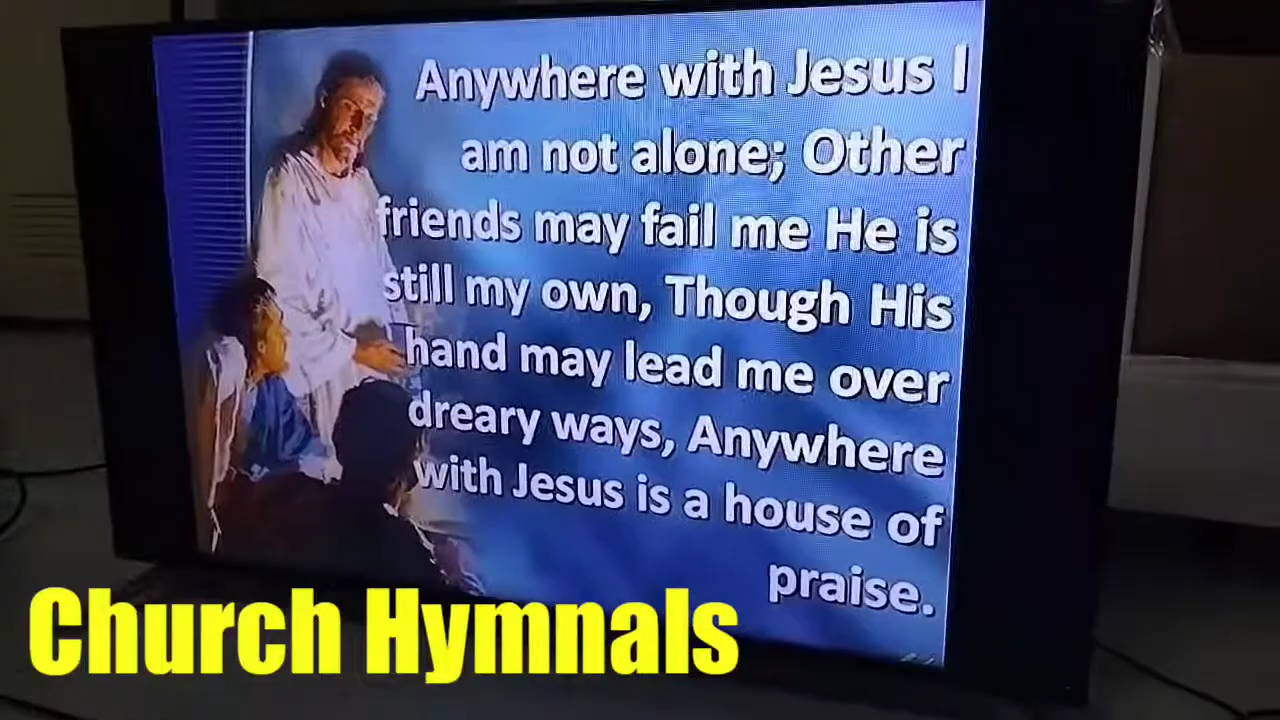 Anywhere with Jesus I
am not alone; Other
friends may fail me He is
still my own, Though His
hand may lead me over
dreary ways, Anywhere
with Jesus is a house of
praise.
Church Hymnals